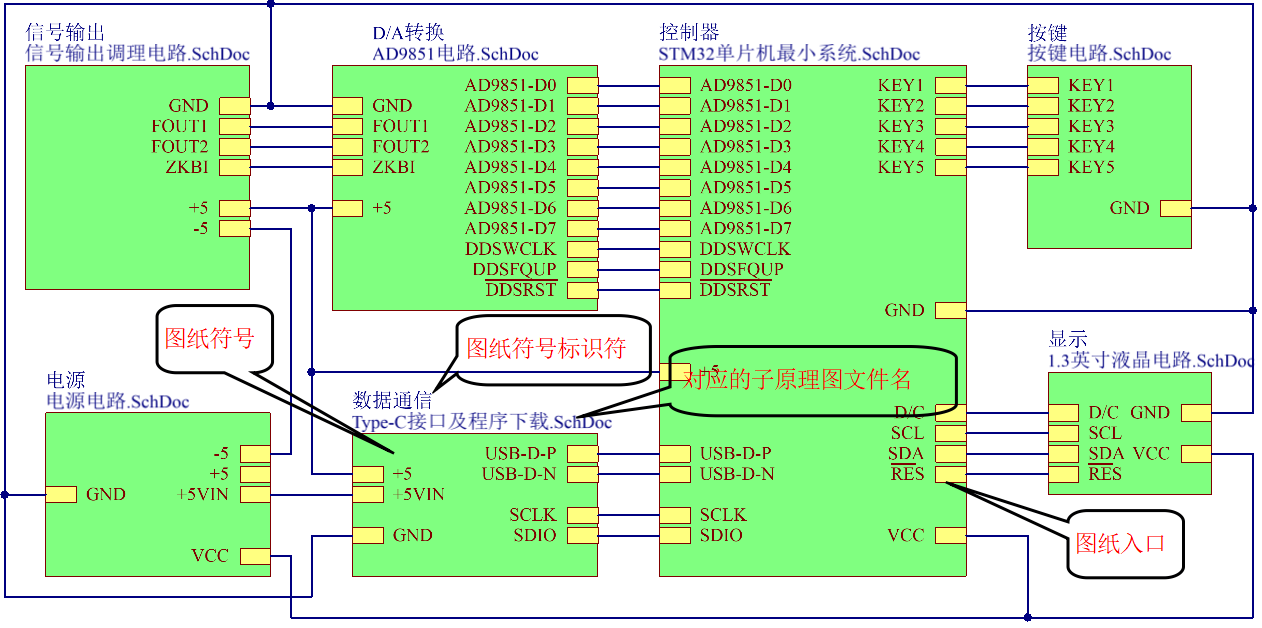 信号输出
信号输出调理电路.SchDoc
GND
FOUT1
FOUT2
ZKBI
+5
-5
D/A转换
AD9851电路.SchDoc
GND
FOUT1
FOUT2
ZKBI
+5
AD9851-D0
AD9851-D1
AD9851-D2
AD9851-D3
AD9851-D4
AD9851-D5
AD9851-D6
AD9851-D7
DDSWCLK
DDSFQUP
DDSRST
控制器
STM32单片机最小系统.SchDoc
AD9851-D0
AD9851-D1
AD9851-D2
AD9851-D3
AD9851-D4
AD9851-D5
AD9851-D6
AD9851-D7
DDSWCLK
DDSFQUP
DDSRST
+5
USB-D-P
USB-D-N
SCLK
SDIO
KEY1
KEY2
KEY3
KEY4
KEY5
GND
D/C
SCL
SDA
RES
VCC
按键
按键电路.SchDoc
KEY1
KEY2
KEY3
KEY4
KEY5
GND
图纸符号
图纸符号标识符
对应的子原理图文件名
电源
电源电路.SchDoc
-5
+5
GND
+5VIN
VCC
数据通信
Type-C接口及程序下载.SchDoc
USB-D-P
USB-D-N
+5
+5VIN
GND
SCLK
SDIO
显示
1.3英寸液晶电路.SchDoc
D/C GND
SCL
SDA VCC
RES
图纸入口